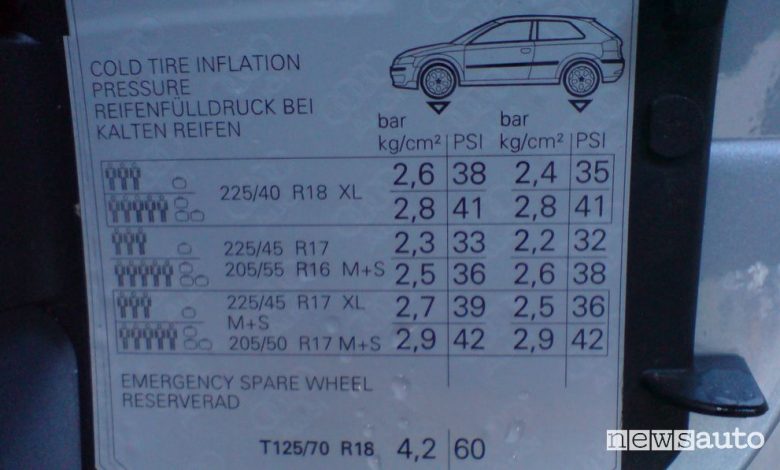 COLD TIRE INFLATION
PRESSURE
REIFENFÜLLDRUCK BEI
KALTEN REIFEN
bar bar
kg/cm² PSI kg/cm² PSI
225/40 R18 XL
2,6 38 2,4 35
2,8 41 2,8 41
225/45 R17 2,3 33 2,2 32
205/55 R16 M+S 2,5 36 2,6 38
225/45 R17 XL 2,7 39 2,5 36
M+S
205/50 R17 M+S 2,9 42 2,9 42
EMERGENCY SPARE WHEEL
RESERVERAD
T125/70 R18 4,2 60
newsauto